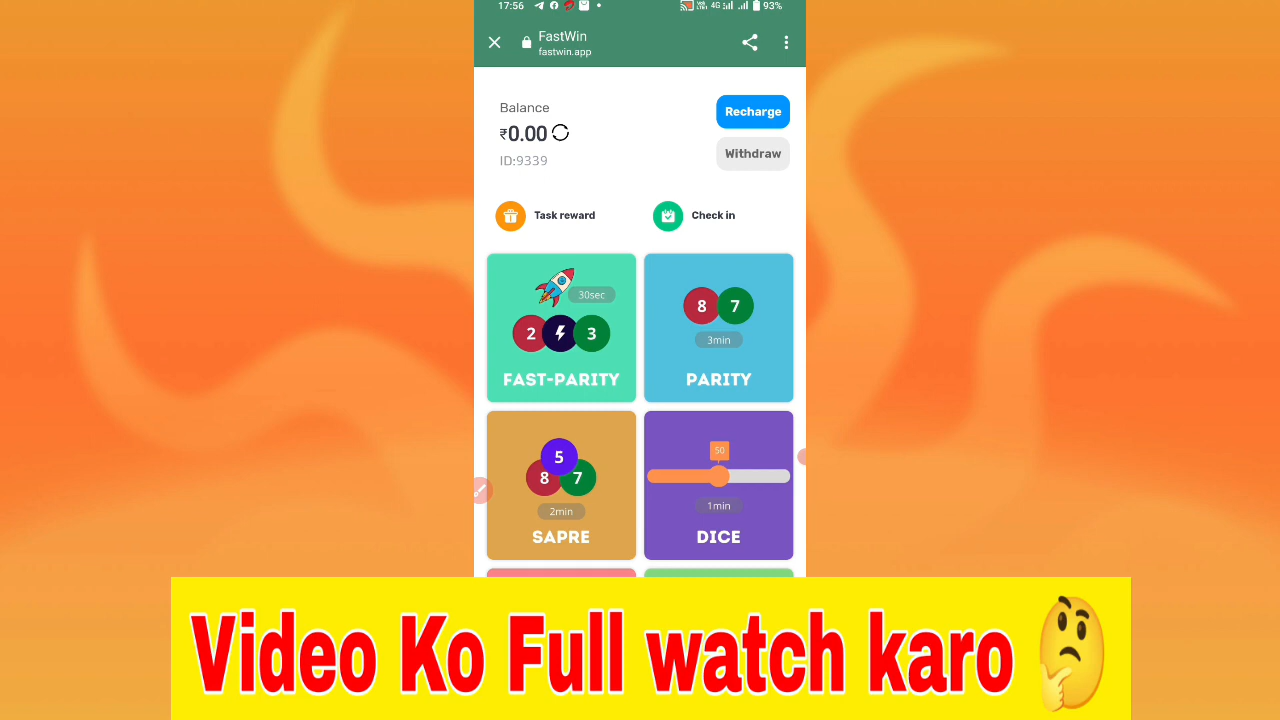 17:56 4G 93%
FastWin
fastwin.app
Balance
Recharge
₹0.00
Withdraw
ID:9339
Task reward
Check in
30sec
2 3
8 7
3min
FAST-PARITY
PARITY
5
8 7
50
2min
1min
SAPRE
DICE
Video Ko Full watch karo 🤔